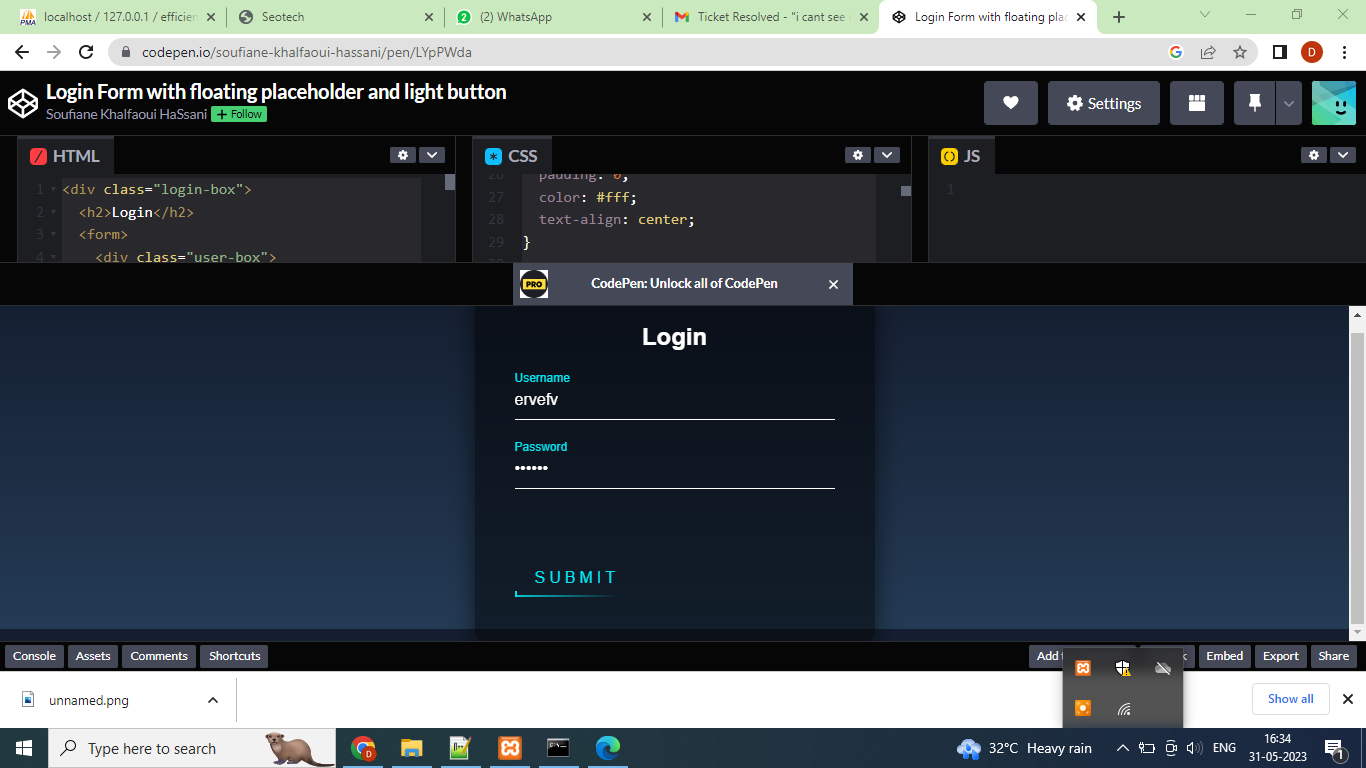 localhost / 127.0.0.1 / efficien
Seotech
(2) WhatsApp
Ticket Resolved - "i cant see
Login Form with floating plac
codepen.io/soufiane-khalfaoui-hassani/pen/LYpPWda
D
Login Form with floating placeholder and light button
Soufiane Khalfaoui HaSsani
+ Follow
Settings
HTML
CSS
JS
1 <div class="login-box">
2 <h2>Login</h2>
3 <form>
4 <div class="user-box">
26 padding: 0;
27 color: #fff;
28 text-align: center;
29 }
1
PRO
CodePen: Unlock all of CodePen
Login
Username
ervefv
Password
••••••
SUBMIT
Console
Assets
Comments
Shortcuts
Add
Embed
Export
Share
unnamed.png
Show all
Type here to search
32°C Heavy rain
ENG
16:34
31-05-2023
1